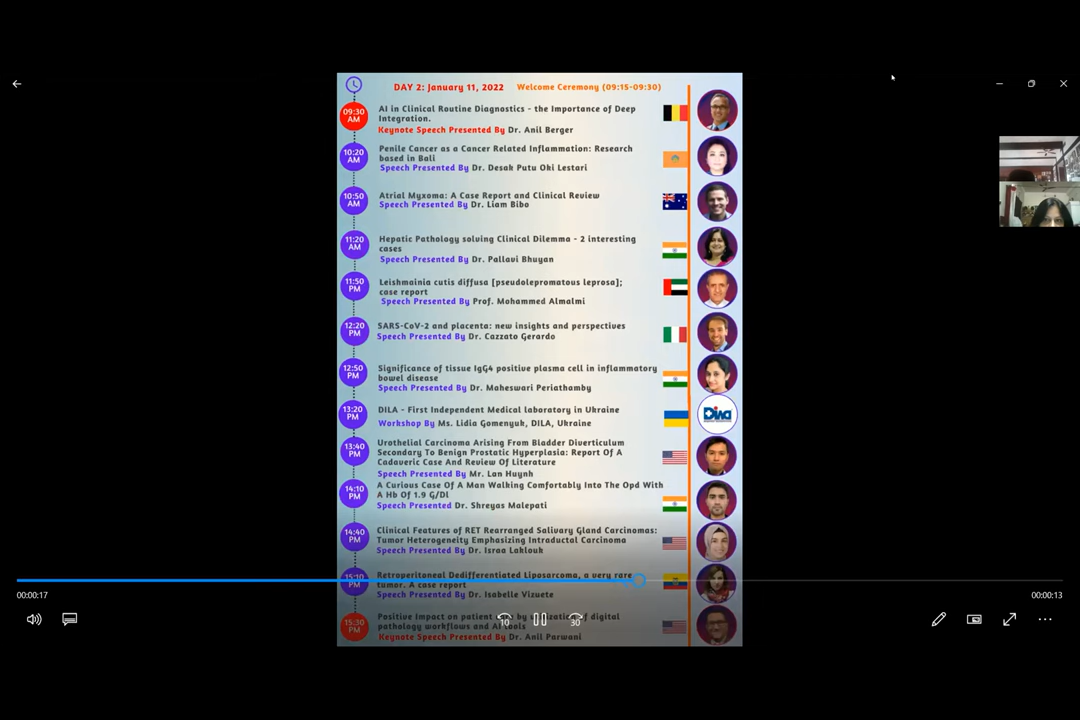 DAY 2: January 11, 2022 Welcome Ceremony (09:15-09:30)
09:30 AM
AI in Clinical Routine Diagnostics - the Importance of Deep
Integration.
Keynote Speech Presented By Dr. Anil Berger
10:20 AM
Penile Cancer as a Cancer Related Inflammation: Research
based in Bali
Speech Presented By Dr. Desak Putu Oki Lestari
10:50 AM
Atrial Myxoma: A Case Report and Clinical Review
Speech Presented By Dr. Liam Bibo
11:20 AM
Hepatic Pathology solving Clinical Dilemma - 2 interesting
cases
Speech Presented By Dr. Pallavi Bhuyan
11:50 PM
Leishmainia cutis diffusa [pseudolepromatous leprosa];
case report
Speech Presented By Prof. Mohammed Almalmi
12:20 PM
SARS-CoV-2 and placenta: new insights and perspectives
Speech Presented By Dr. Cazzato Gerardo
12:50 PM
Significance of tissue IgG4 positive plasma cell in inflammatory
bowel disease
Speech Presented By Dr. Maheswari Periathamby
13:20 PM
DILA - First Independent Medical laboratory in Ukraine
Workshop By Ms. Lidia Gomenyuk, DILA, Ukraine
13:40 PM
Urothelial Carcinoma Arising From Bladder Diverticulum
Secondary To Benign Prostatic Hyperplasia: Report Of A
Cadaveric Case And Review Of Literature
Speech Presented By Mr. Lan Huynh
14:10 PM
A Curious Case Of A Man Walking Comfortably Into The Opd With
A Hb Of 1.9 G/Dl
Speech Presented Dr. Shreyas Malepati
14:40 PM
Clinical Features of RET Rearranged Salivary Gland Carcinomas:
Tumor Heterogeneity Emphasizing Intraductal Carcinoma
Speech Presented By Dr. Israa Laklouk
15:10 PM
Retroperitoneal Dedifferentiated Liposarcoma, a very rare
tumor. A case report
Speech Presented By Dr. Isabelle Vizuete
15:30 PM
Positive Impact on patient by of digital
pathology workflows and AI tools
Keynote Speech Presented By Dr. Anil Parwani
00:00:17
00:00:13
10
30